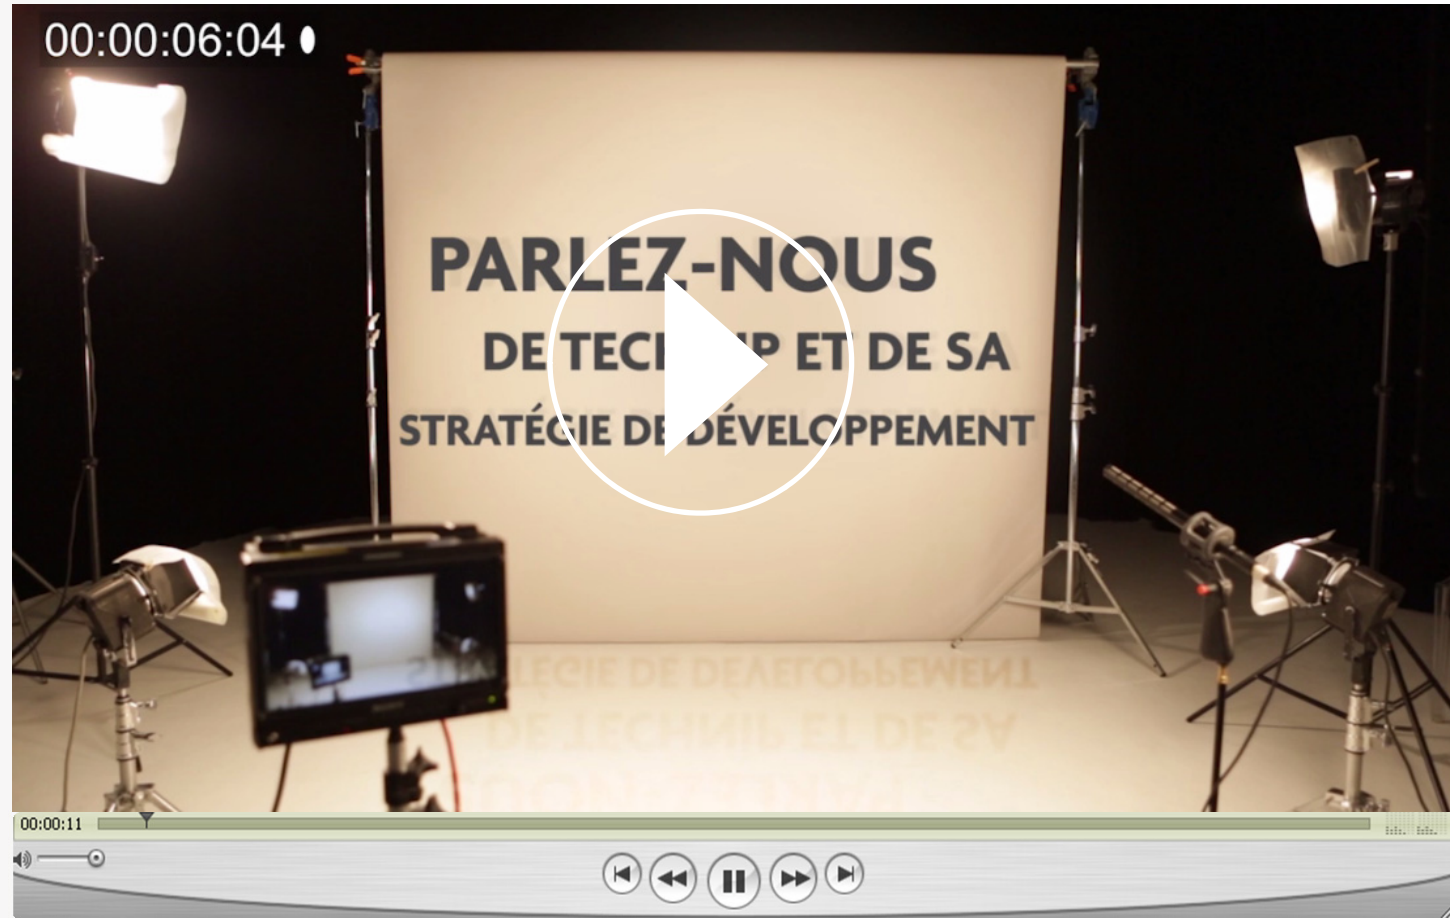 00:00:06:04
PARLEZ-NOUS
DE TECHNIP ET DE SA
STRATÉGIE DE DÉVELOPPEMENT
00:00:11